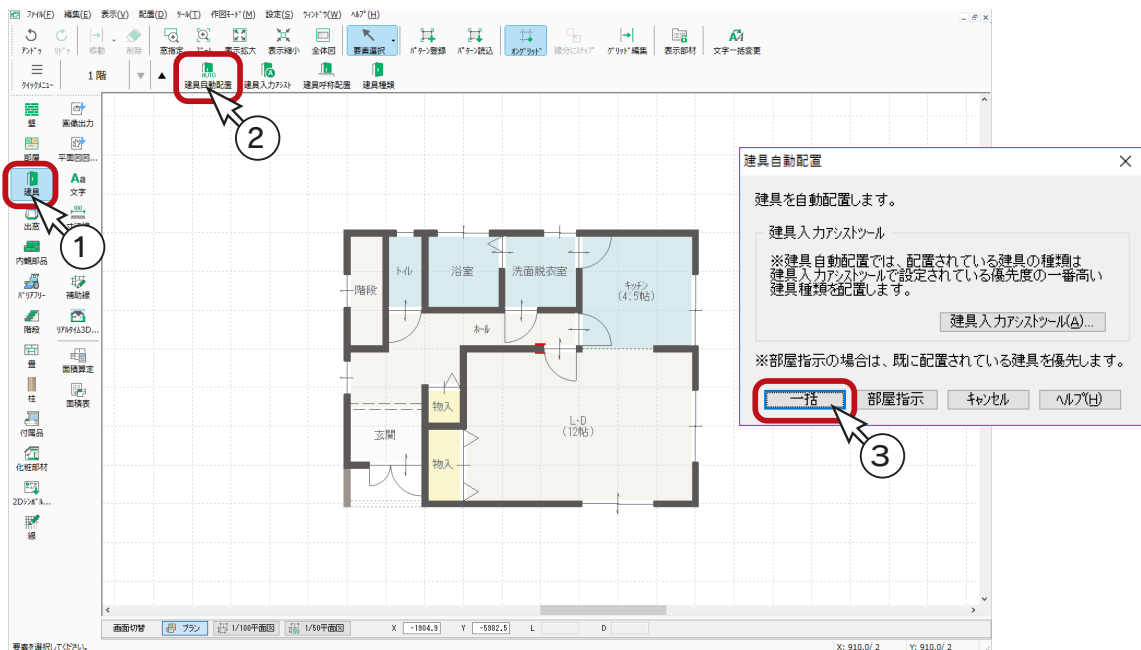 ﾌｧｲﾙ(F) 編集(E) 表示(V) 配置(D) ﾂｰﾙ(T) 作図ﾓｰﾄﾞ(M) 設定(S) ｳｨﾝﾄﾞｳ(W) ﾍﾙﾌﾟ(H)
ｱﾝﾄﾞｩ ﾘﾄﾞｩ 移動 削除 窓指定 表示拡大 表示縮小 全体図 要素選択 ﾊﾟﾀｰﾝ登録 ﾊﾟﾀｰﾝ読込 ｵﾝｸﾞﾘｯﾄﾞ 線分にｽﾅｯﾌﾟ ｸﾞﾘｯﾄﾞ編集 表示部材 文字一括変更
ｸｲｯｸﾒﾆｭｰ 1 階 ▼ ▲ AUTO 建具自動配置 建具入力ｱｼｽﾄ 建具呼称配置 建具種類
壁 画像出力
部屋 平面図図...
建具 Aa 文字
出窓 100
内観部品
ﾊﾞﾘｱﾌﾘｰ 補助線
階段 ﾘｱﾙﾀｲﾑ3D...
畳 面積算定
柱 面積表
付属品
化粧部材
2Dｼﾝﾎﾞﾙ...
線
1
2
建具自動配置
建具を自動配置します。
建具入力ｱｼｽﾄﾂｰﾙ
※建具自動配置では、配置されている建具の種類は
建具入力ｱｼｽﾄﾂｰﾙで設定されている優先度の一番高い
建具種類を配置します。
建具入力ｱｼｽﾄﾂｰﾙ(A)...
※部屋指示の場合は、既に配置されている建具を優先します。
一括 部屋指示 ｷｬﾝｾﾙ ﾍﾙﾌﾟ(H)
3
階段 ﾄｲﾚ 浴室 洗面脱衣室 ｷｯﾁﾝ
(4.5帖)
ﾎｰﾙ
物入
玄関
L･D
(12帖)
物入
画面切替 プラン 1/100平面図 1/50平面図 X -1904.9 Y -5982.5 L D
要素を選択してください。 X: 910.0/ 2 Y: 910.0/ 2